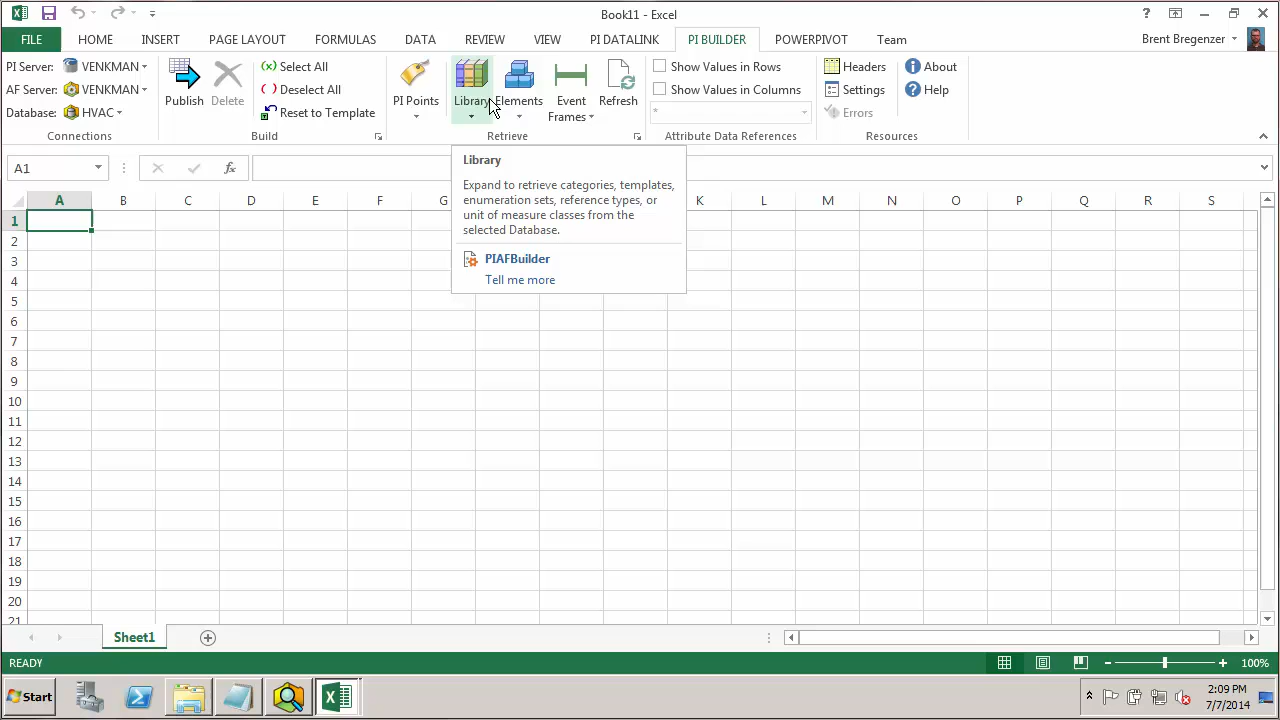 Book11 - Excel
?
FILE HOME INSERT PAGE LAYOUT FORMULAS DATA REVIEW VIEW PI DATALINK PI BUILDER POWERPIVOT Team Brent Bregenzer
PI Server: VENKMAN
AF Server: VENKMAN
Database: HVAC
Connections
Publish
Delete
Select All
Deselect All
Reset to Template
Build
PI Points
Library
Elements
Event
Frames
Refresh
Retrieve
Show Values in Rows
Show Values in Columns
*
Attribute Data References
Headers
Settings
Errors
About
Help
Resources
A1
fx
Library
Expand to retrieve categories, templates,
enumeration sets, reference types, or
unit of measure classes from the
selected Database.
PIAFBuilder
Tell me more
A B C D E F G K L M N O P Q R S
1
2
3
4
5
6
7
8
9
10
11
12
13
14
15
16
17
18
19
20
21
Sheet1
READY
100%
Start
2:09 PM
7/7/2014